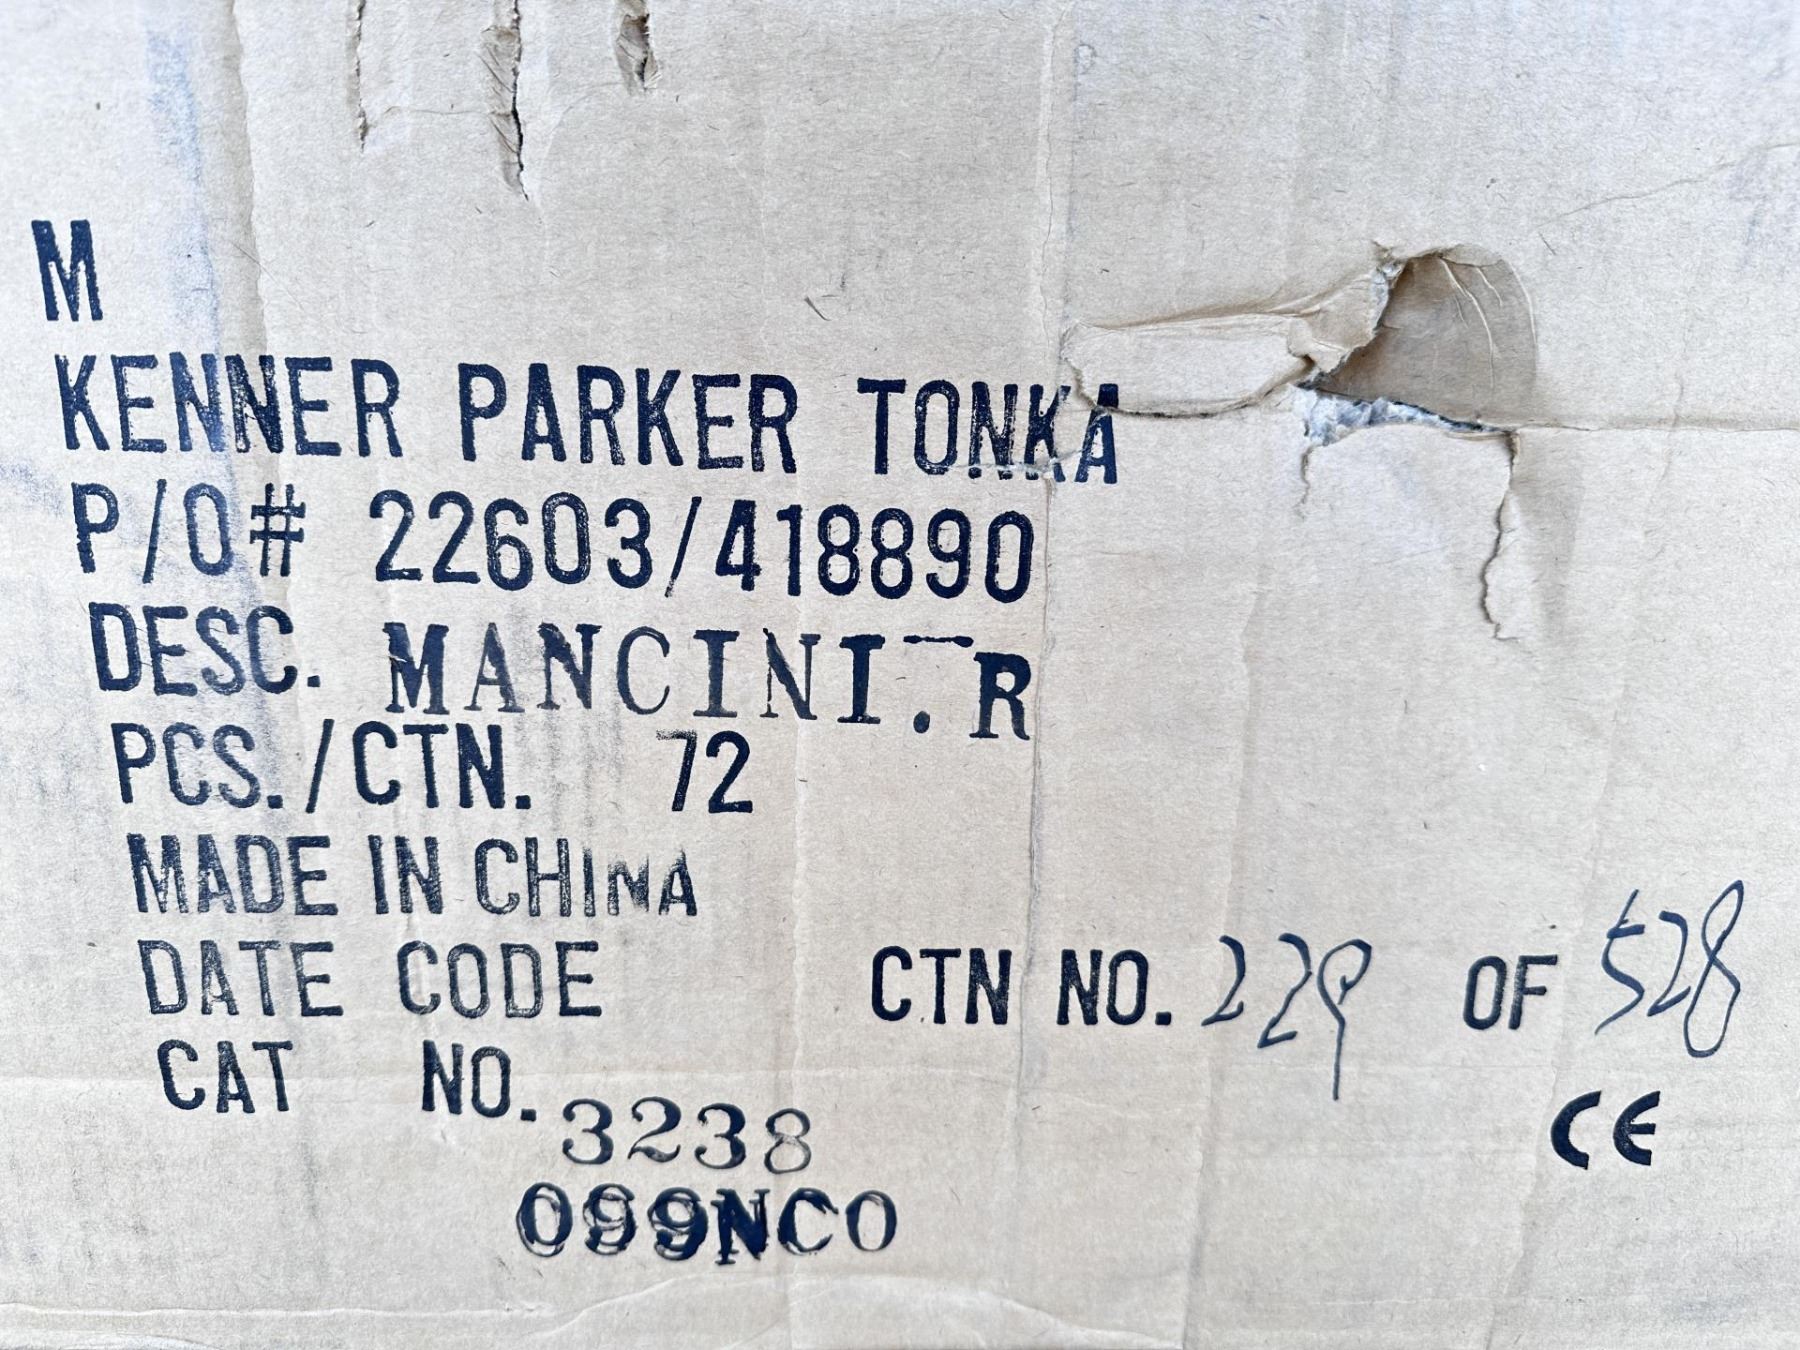 M
KENNER PARKER TONKA
P/O# 22603/418890
DESC. MANCINI. R
PCS./CTN. 72
MADE IN CHINA
DATE CODE CTN NO. 229 OF 528
CAT NO. 3238
CE
099NCO